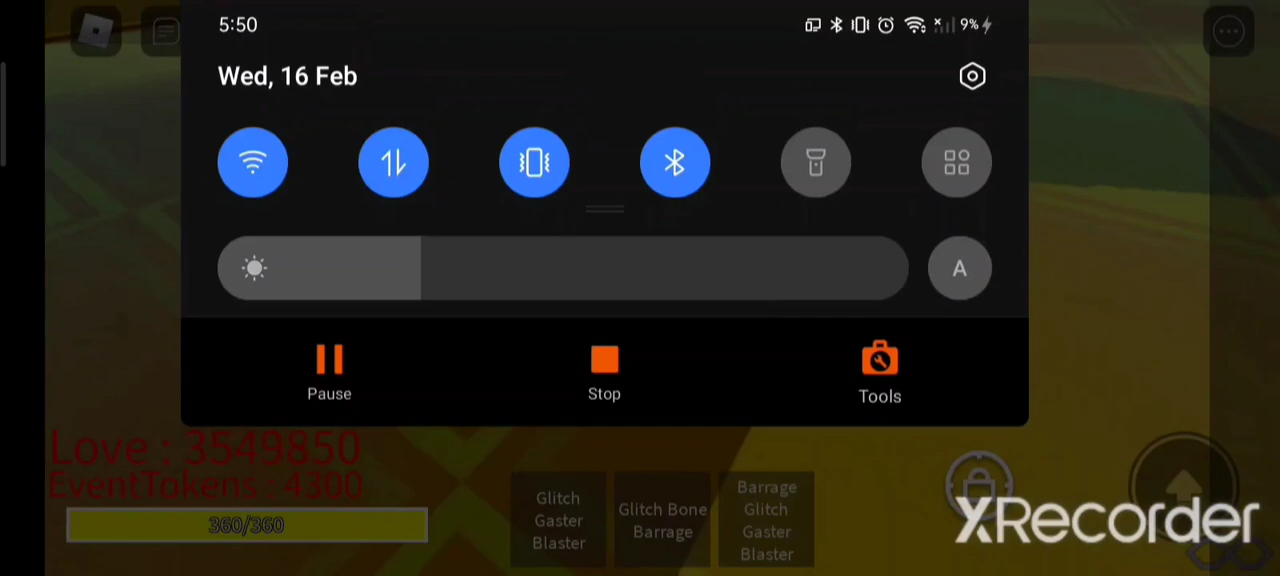 5:50
9%
Wed, 16 Feb
A
Pause
Stop
Tools
Love : 3549850
EventTokens : 4300
360/360
Glitch
Gaster
Blaster
Glitch Bone
Barrage
Barrage
Glitch
Gaster
Blaster
XRecorder